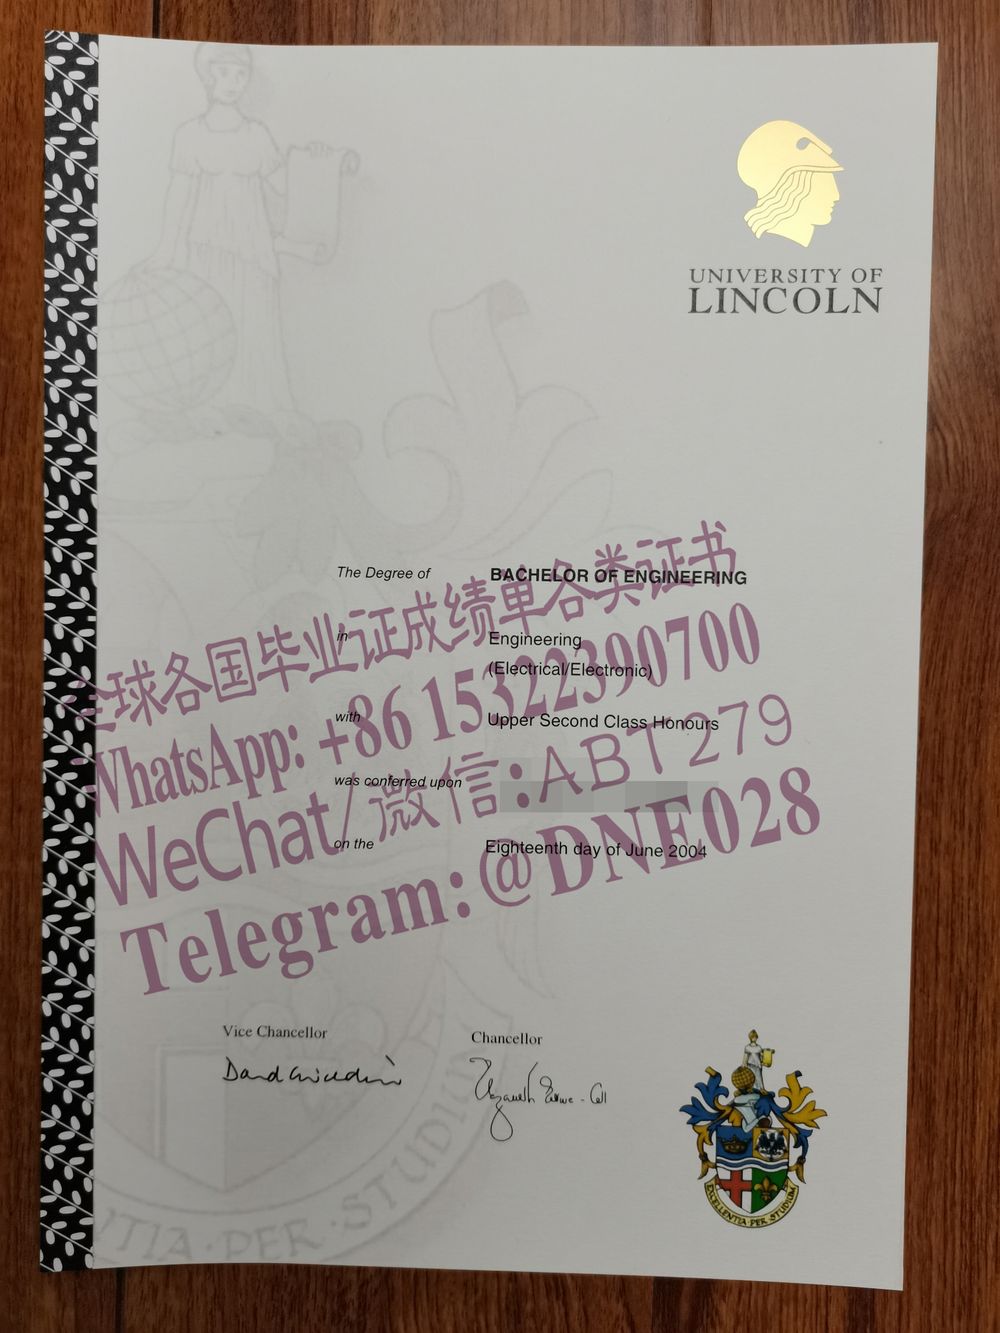 UNIVERSITY OF
LINCOLN
The Degree of BACHELOR OF ENGINEERING
in Engineering
(Electrical/Electronic)
with Upper Second Class Honours
was conferred upon
on the Eighteenth day of June 2004
全球各国毕业证成绩单各类证书
WhatsApp: +86 15322390700
WeChat/微信:ABT279
Telegram:@DNE028
Vice Chancellor Chancellor
EXCELLENTIA·PER·STUDIUM
TIA·PER·STUDIUM